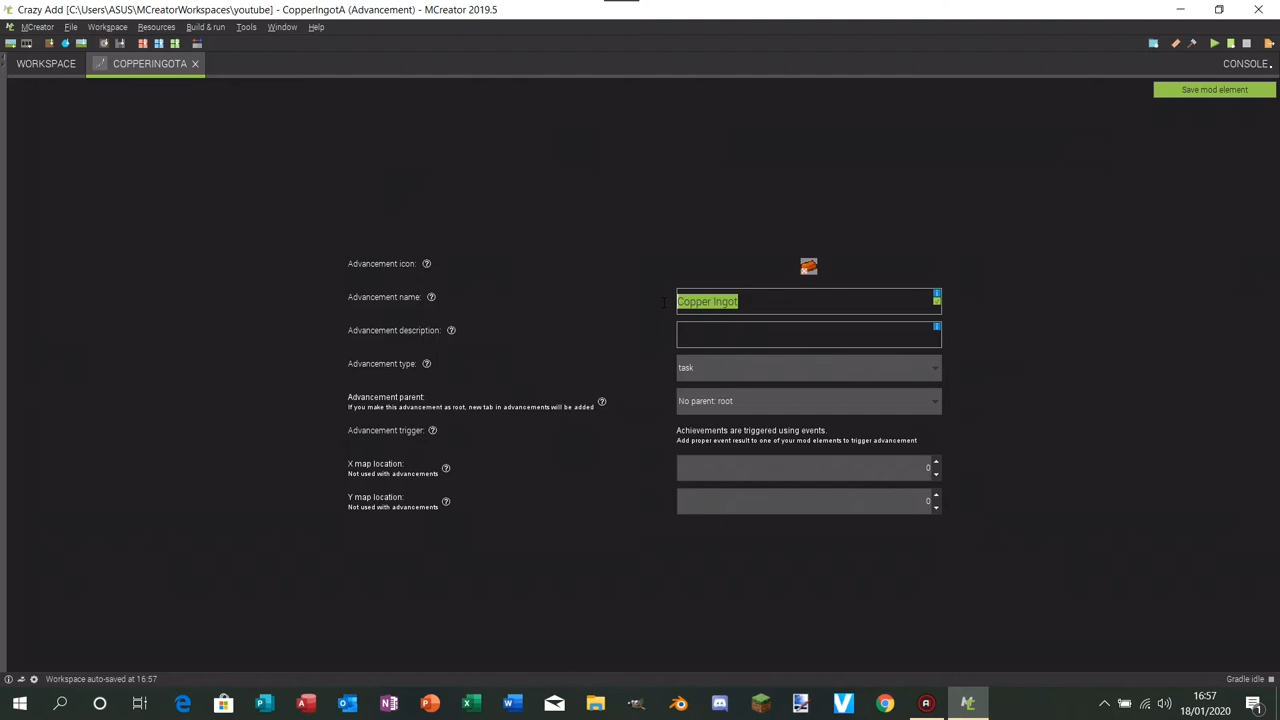 Crazy Add [C:\Users\ASUS\MCreatorWorkspaces\youtube] - CopperIngotA (Advancement) - MCreator 2019.5
MCreator File Workspace Resources Build & run Tools Window Help
WORKSPACE COPPERINGOTA CONSOLE
Save mod element
Advancement icon:
Advancement name: Copper Ingot
Advancement description:
Advancement type: task
Advancement parent: No parent: root
If you make this advancement as root, new tab in advancements will be added
Advancement trigger: Achievements are triggered using events.
Add proper event result to one of your mod elements to trigger advancement
X map location: 0
Not used with advancements
Y map location: 0
Not used with advancements
Workspace auto-saved at 16:57 Gradle idle
16:57
18/01/2020